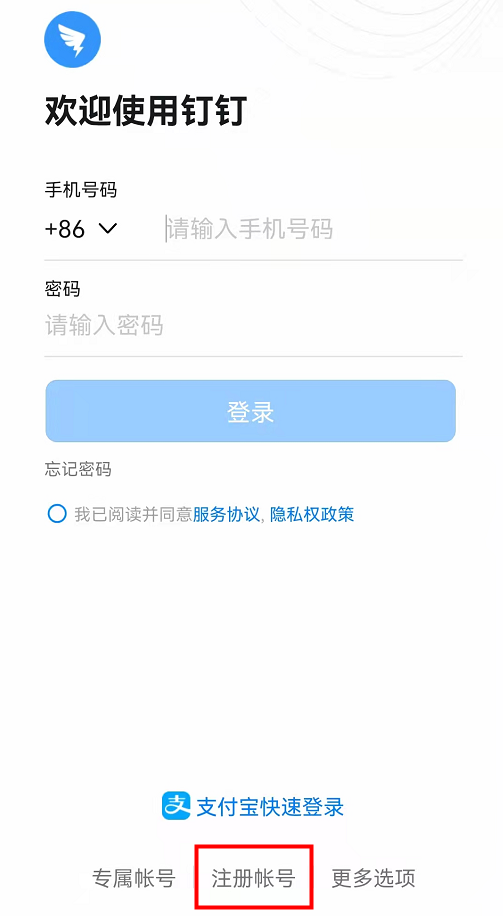 欢迎使用钉钉
手机号码
+86 请输入手机号码
密码
请输入密码
登录
忘记密码
我已阅读并同意服务协议, 隐私权政策
支 支付宝快速登录
专属帐号 注册帐号 更多选项